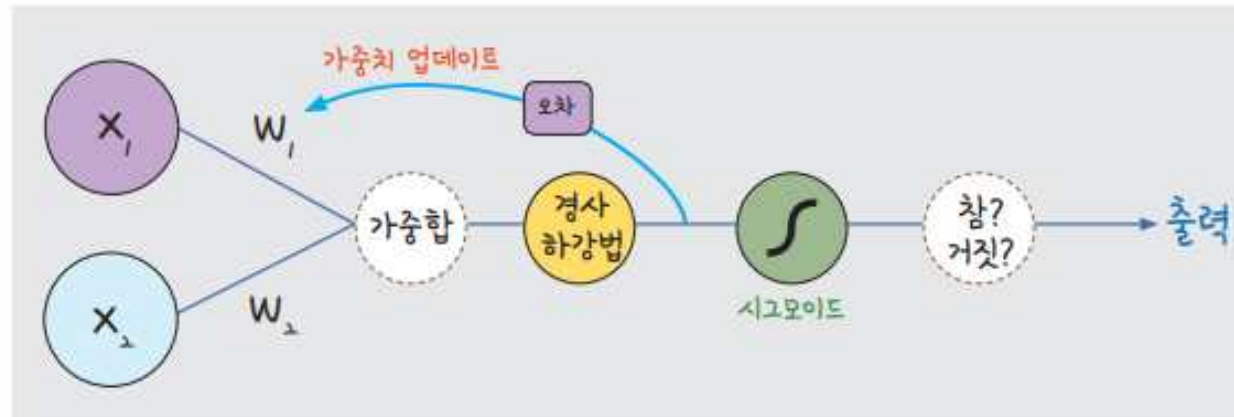 가중치 업데이트
오차
X₁
W₁
가중합
경사
하강법
시그모이드
참?
거짓?
출력
X₂
W₂